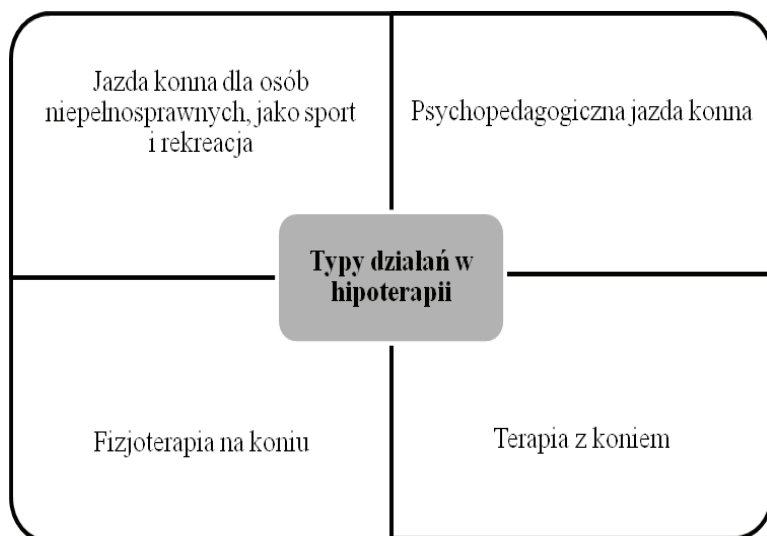 Jazda konna dla osób
niepełnosprawnych, jako sport
i rekreacja
Psychopedagogiczna jazda konna
Typy działań w
hipoterapii
Fizjoterapia na koniu
Terapia z koniem